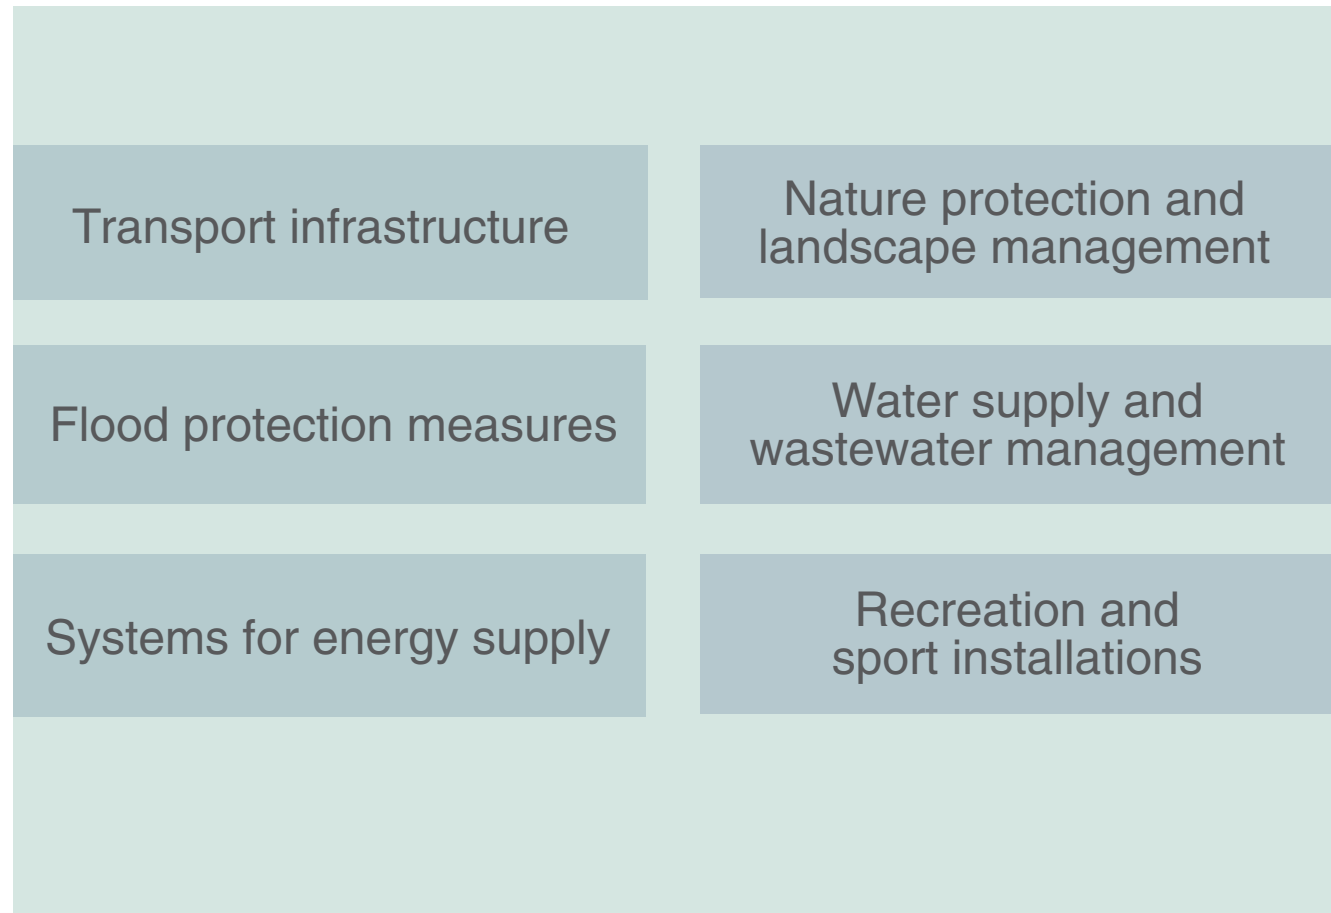 Transport infrastructure
Nature protection and
landscape management
Flood protection measures
Water supply and
wastewater management
Systems for energy supply
Recreation and
sport installations